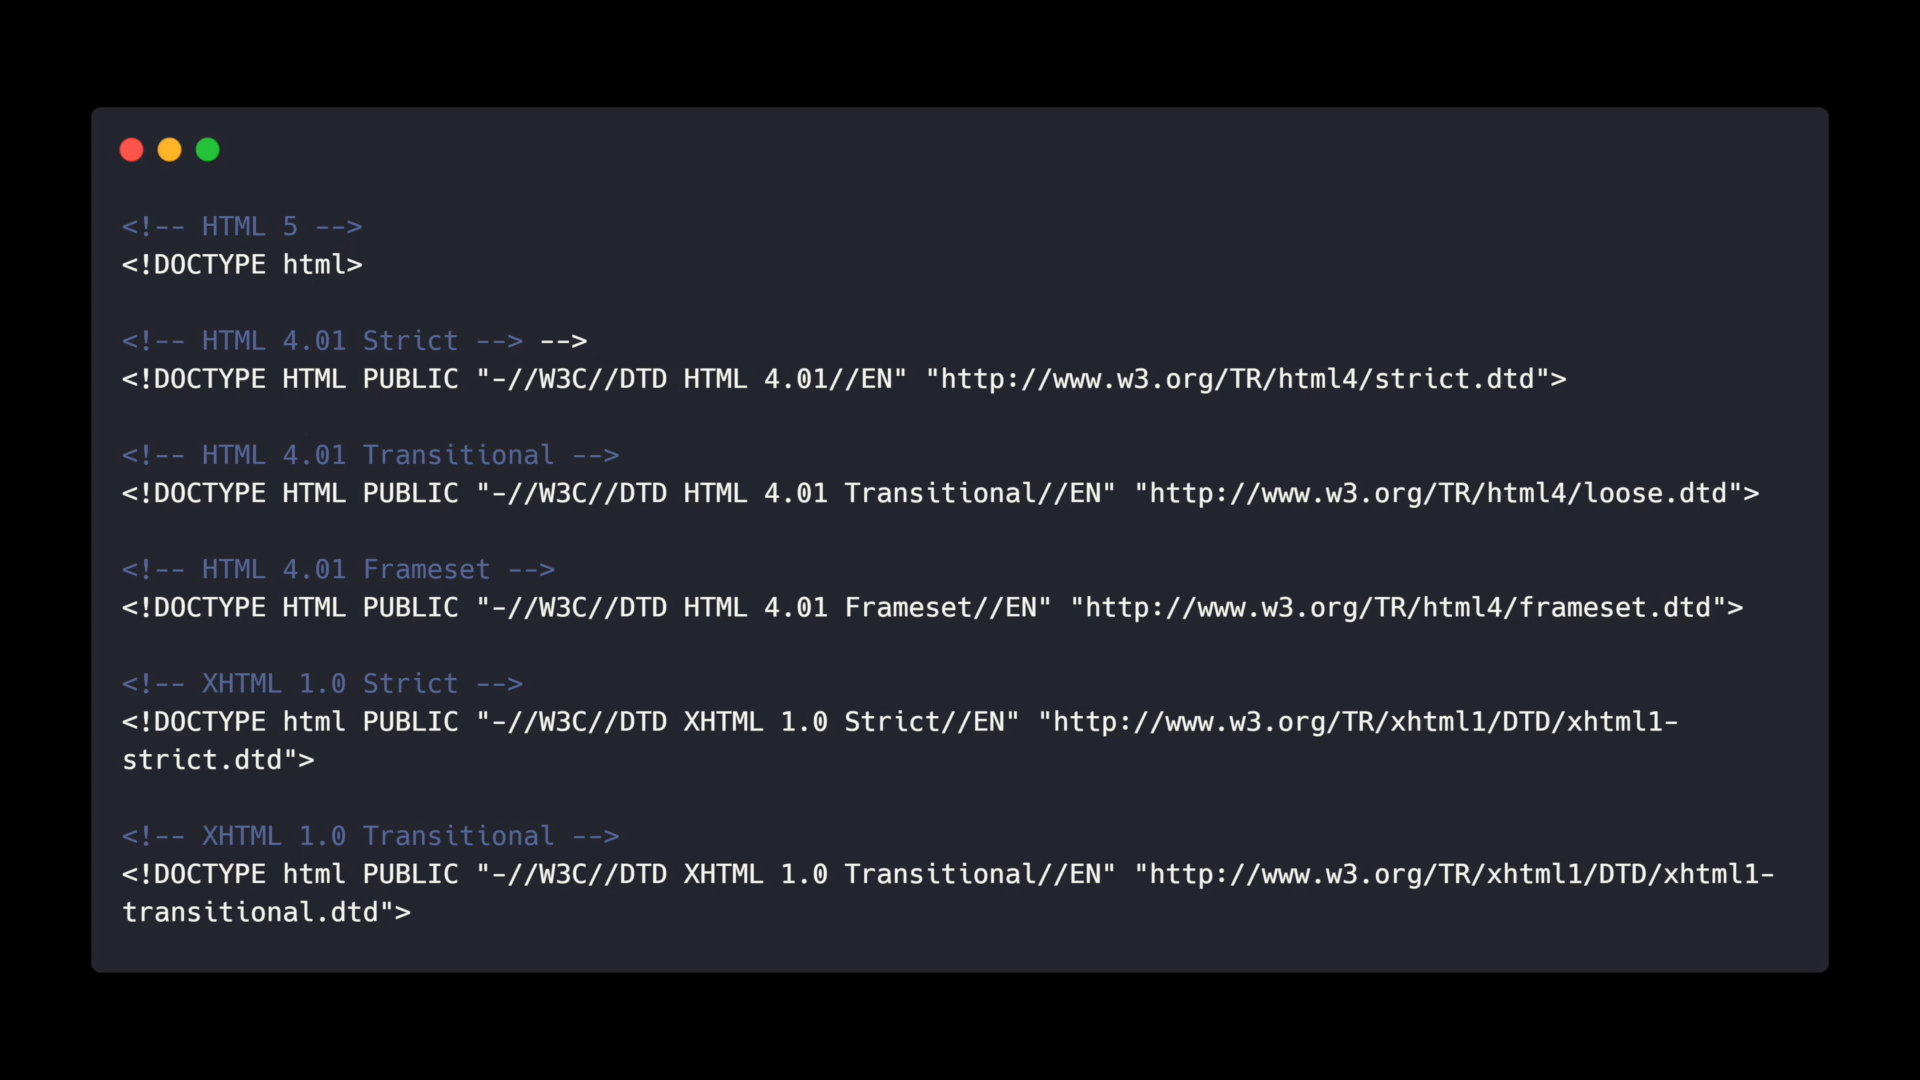 <!-- HTML 5 -->
<!DOCTYPE html>
<!-- HTML 4.01 Strict --> -->
<!DOCTYPE HTML PUBLIC "-//W3C//DTD HTML 4.01//EN" "http://www.w3.org/TR/html4/strict.dtd">
<!-- HTML 4.01 Transitional -->
<!DOCTYPE HTML PUBLIC "-//W3C//DTD HTML 4.01 Transitional//EN" "http://www.w3.org/TR/html4/loose.dtd">
<!-- HTML 4.01 Frameset -->
<!DOCTYPE HTML PUBLIC "-//W3C//DTD HTML 4.01 Frameset//EN" "http://www.w3.org/TR/html4/frameset.dtd">
<!-- XHTML 1.0 Strict -->
<!DOCTYPE html PUBLIC "-//W3C//DTD XHTML 1.0 Strict//EN" "http://www.w3.org/TR/xhtml1/DTD/xhtml1-
strict.dtd">
<!-- XHTML 1.0 Transitional -->
<!DOCTYPE html PUBLIC "-//W3C//DTD XHTML 1.0 Transitional//EN" "http://www.w3.org/TR/xhtml1/DTD/xhtml1-
transitional.dtd">